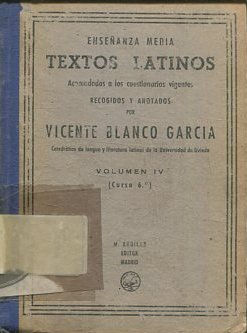 ENSEÑANZA MEDIA
TEXTOS LATINOS
Acomodados a los cuestionarios vigentes
RECOGIDOS Y ANOTADOS
POR
VICENTE BLANCO GARCIA
Catedrático de lengua y literatura latinas de la Universidad de Oviedo
VOLUMEN IV
(Curso 6.°)
M. AGUILAR
EDITOR
MADRID